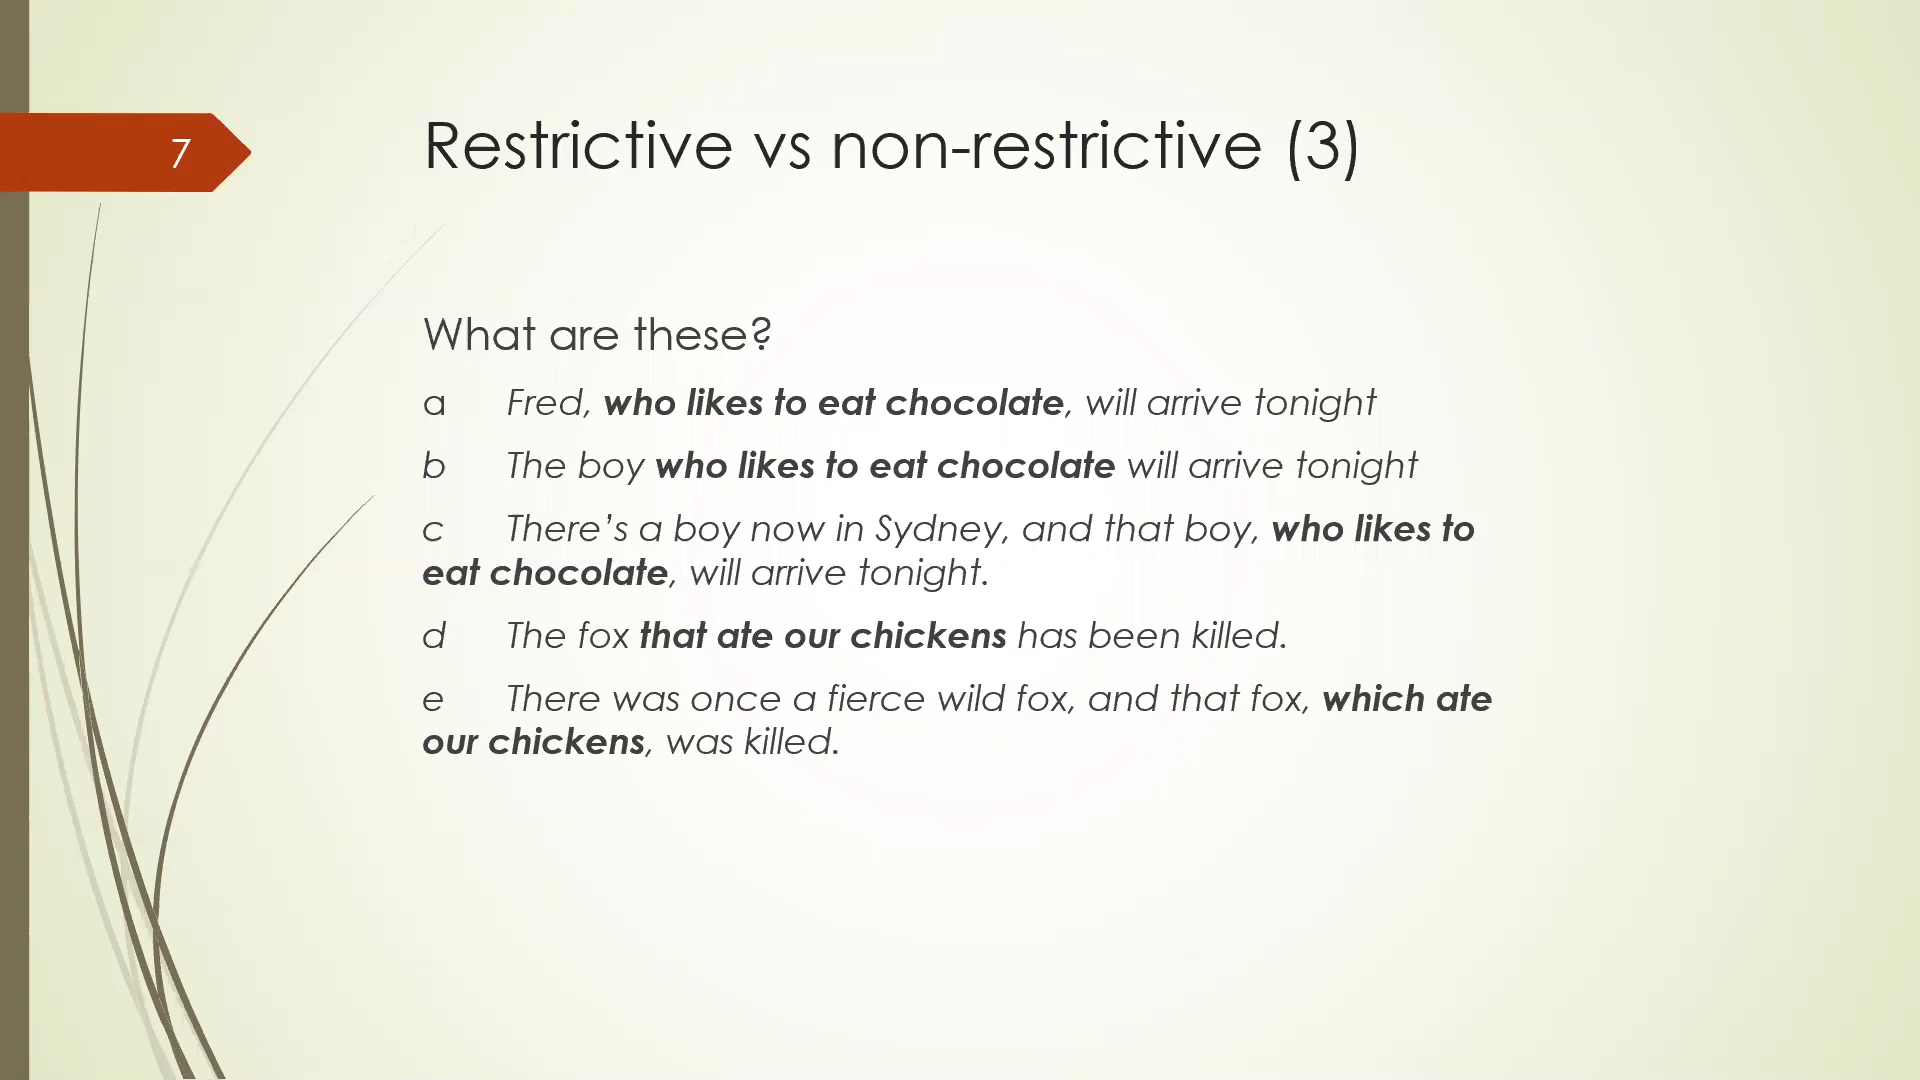 7
Restrictive vs non-restrictive (3)
What are these?
a Fred, who likes to eat chocolate, will arrive tonight
b The boy who likes to eat chocolate will arrive tonight
c There’s a boy now in Sydney, and that boy, who likes to
eat chocolate, will arrive tonight.
d The fox that ate our chickens has been killed.
e There was once a fierce wild fox, and that fox, which ate
our chickens, was killed.